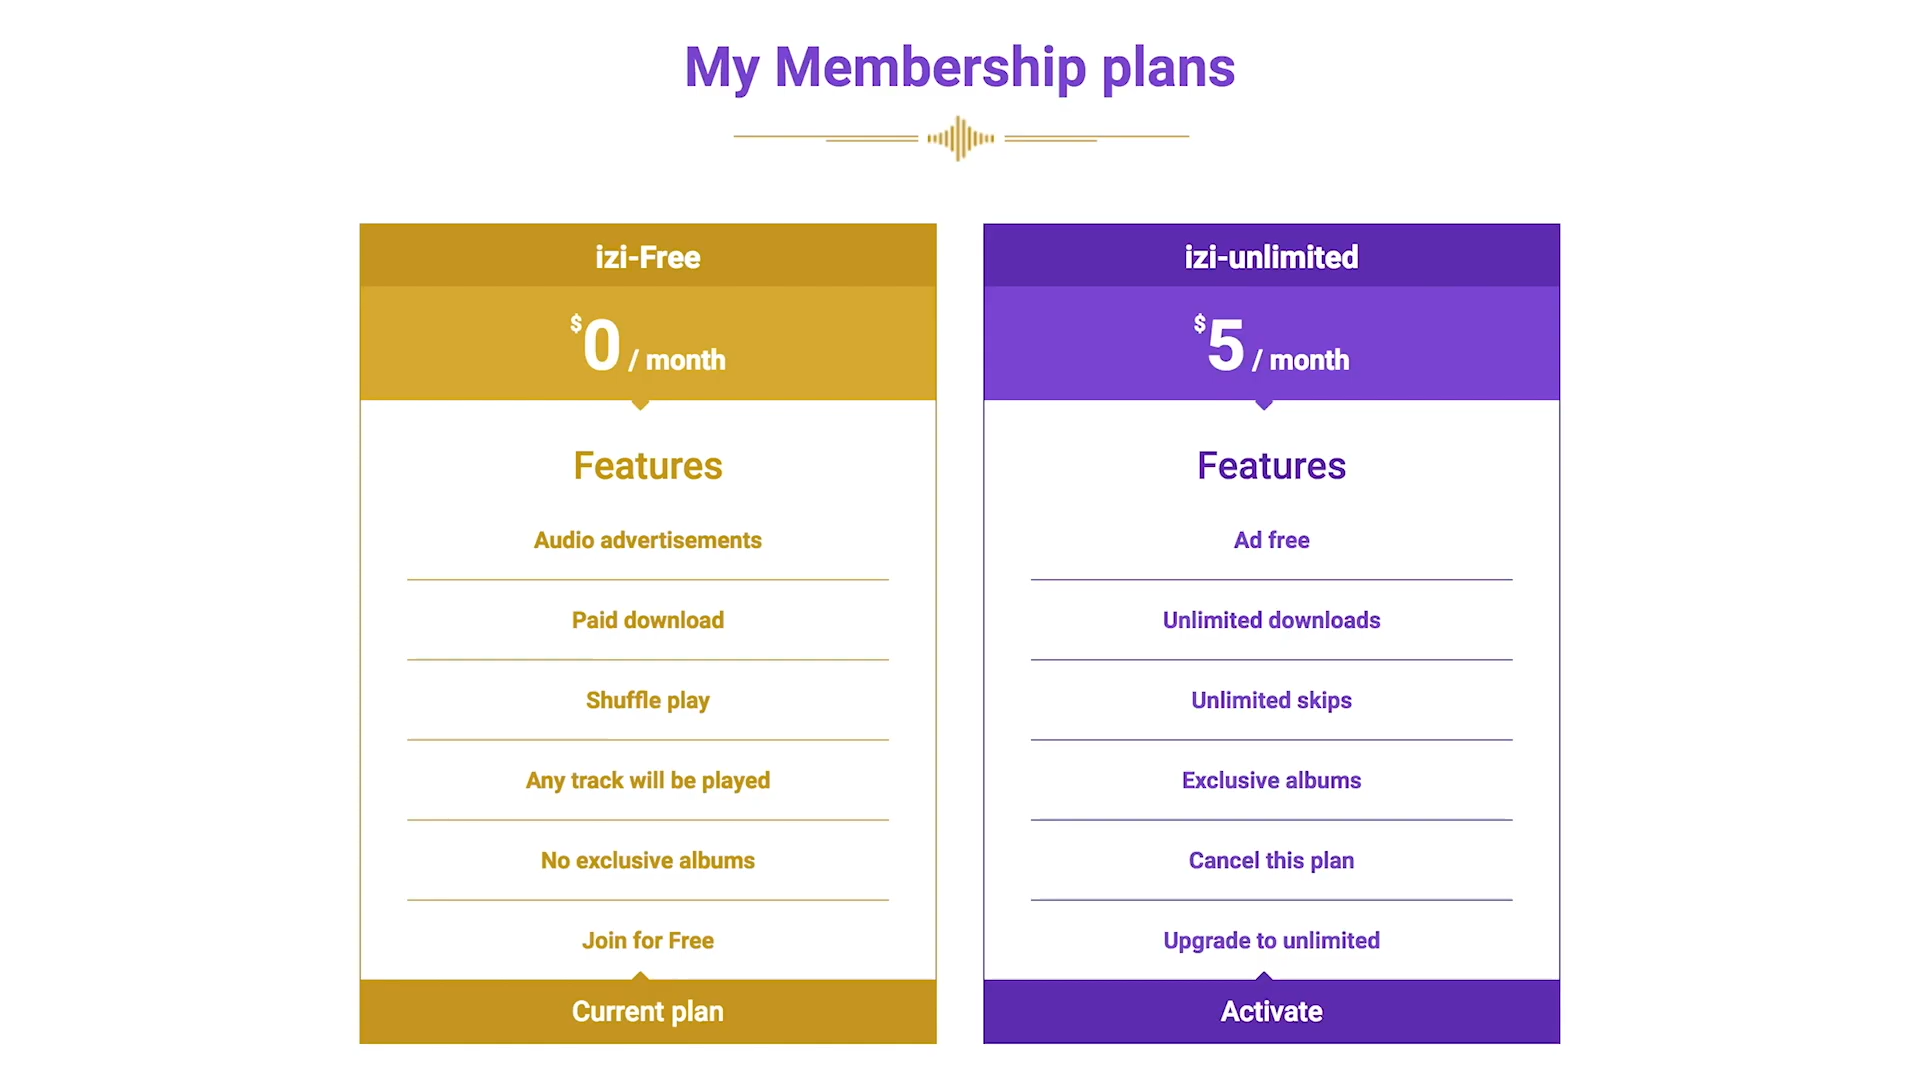 My Membership plans
izi-Free
$0 / month
Features
Audio advertisements
Paid download
Shuffle play
Any track will be played
No exclusive albums
Join for Free
Current plan
izi-unlimited
$5 / month
Features
Ad free
Unlimited downloads
Unlimited skips
Exclusive albums
Cancel this plan
Upgrade to unlimited
Activate